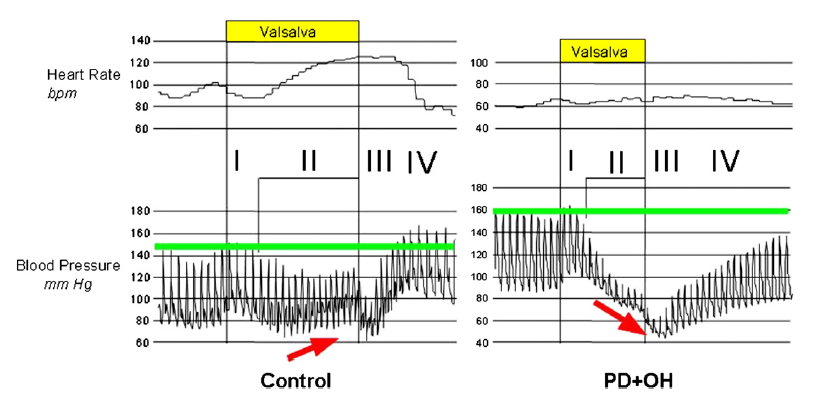 Valsalva
140
120
100
80
60
Heart Rate
bpm
I II III IV
180
160
140
120
100
80
60
Blood Pressure
mm Hg
Control
Valsalva
100
80
60
40
I II III IV
180
160
140
120
100
80
60
40
PD+OH